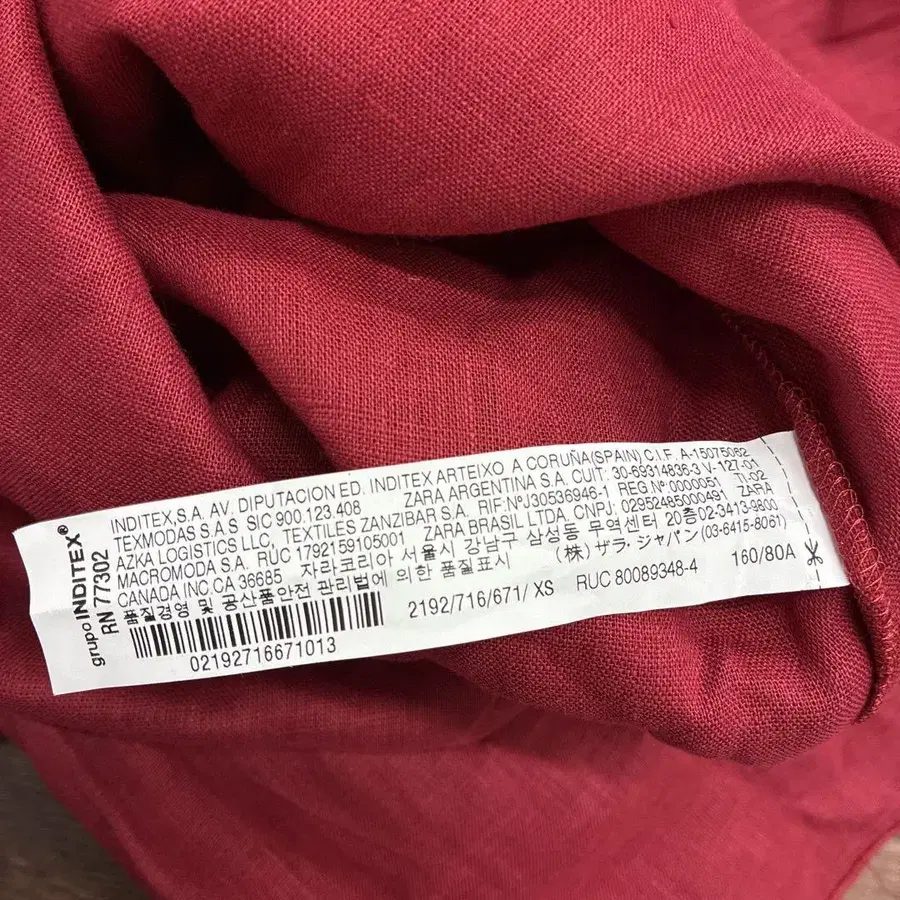 grupo INDITEX®
RN 77302
INDITEX,S.A. AV. DIPUTACION ED. INDITEX ARTEIXO A CORUÑA(SPAIN) C.I.F. A-15075062
TEXMODAS S.A.S SIC 900.123.408 ZARA ARGENTINA S.A. CUIT: 30-69314836-3 V-127-01
AZKA LOGISTICS LLC, TEXTILES ZANZIBAR S.A. RIF:NºJ30536946-1 REG.Nº0000051 TI-02
MACROMODA S.A. RUC 1792159105001 ZARA BRASIL LTDA. CNPJ: 02952485000491 ZARA
CANADA INC.CA 36685 자라코리아 서울시 강남구 삼성동 무역센터 20층 02-3413-9800
품질경영 및 공산품안전 관리법에 의한 품질표시 (株) ザラ・ジャパン (03-6415-8061)
2192/716/671/ XS RUC 80089348-4 160/80A
02192716671013